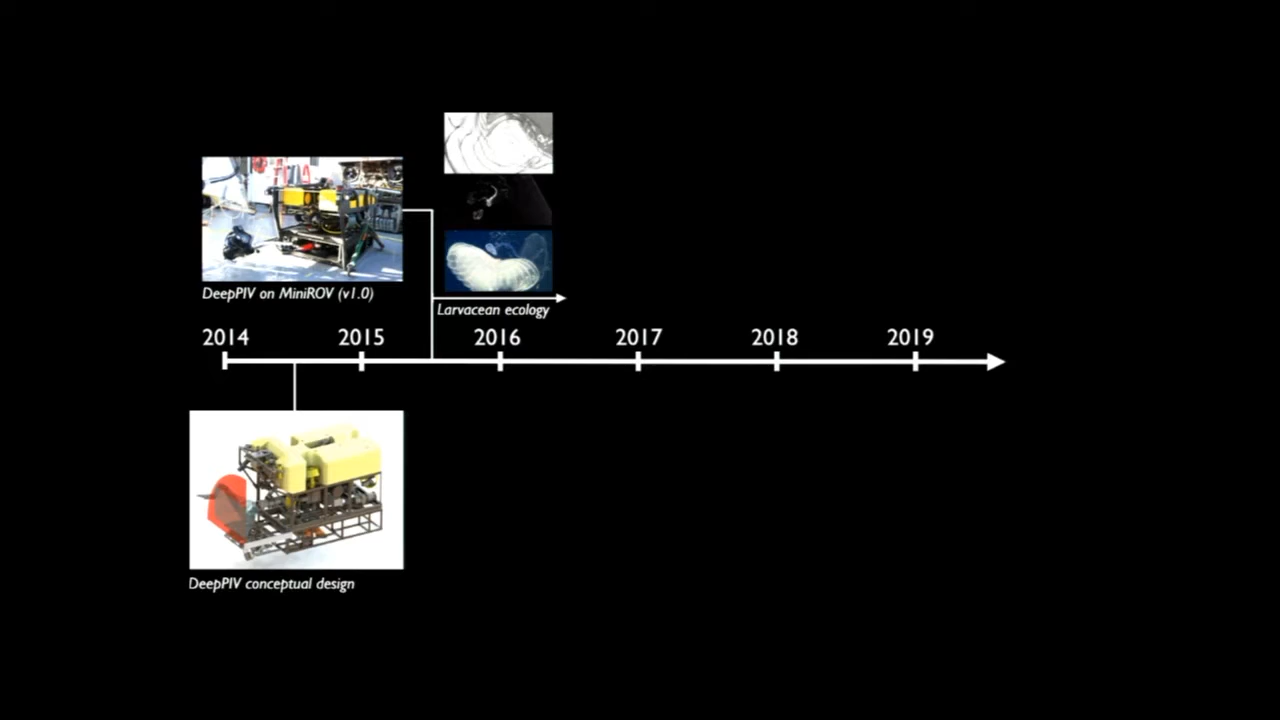 DeepPIV on MiniROV (v1.0)
Larvacean ecology
2014 2015 2016 2017 2018 2019
DeepPIV conceptual design